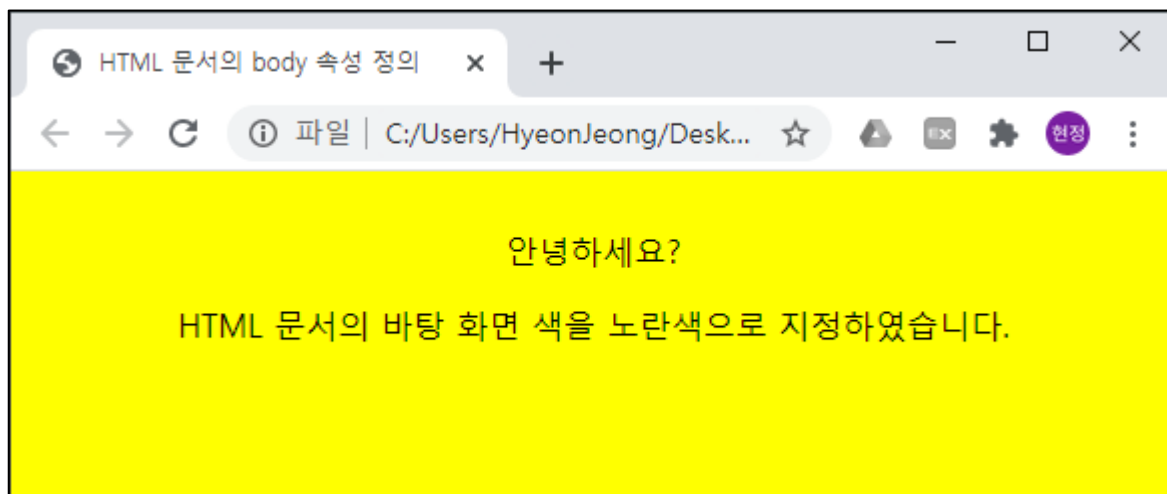 HTML 문서의 body 속성 정의
파일 C:/Users/HyeonJeong/Desk...
EX
현정
안녕하세요?
HTML 문서의 바탕 화면 색을 노란색으로 지정하였습니다.